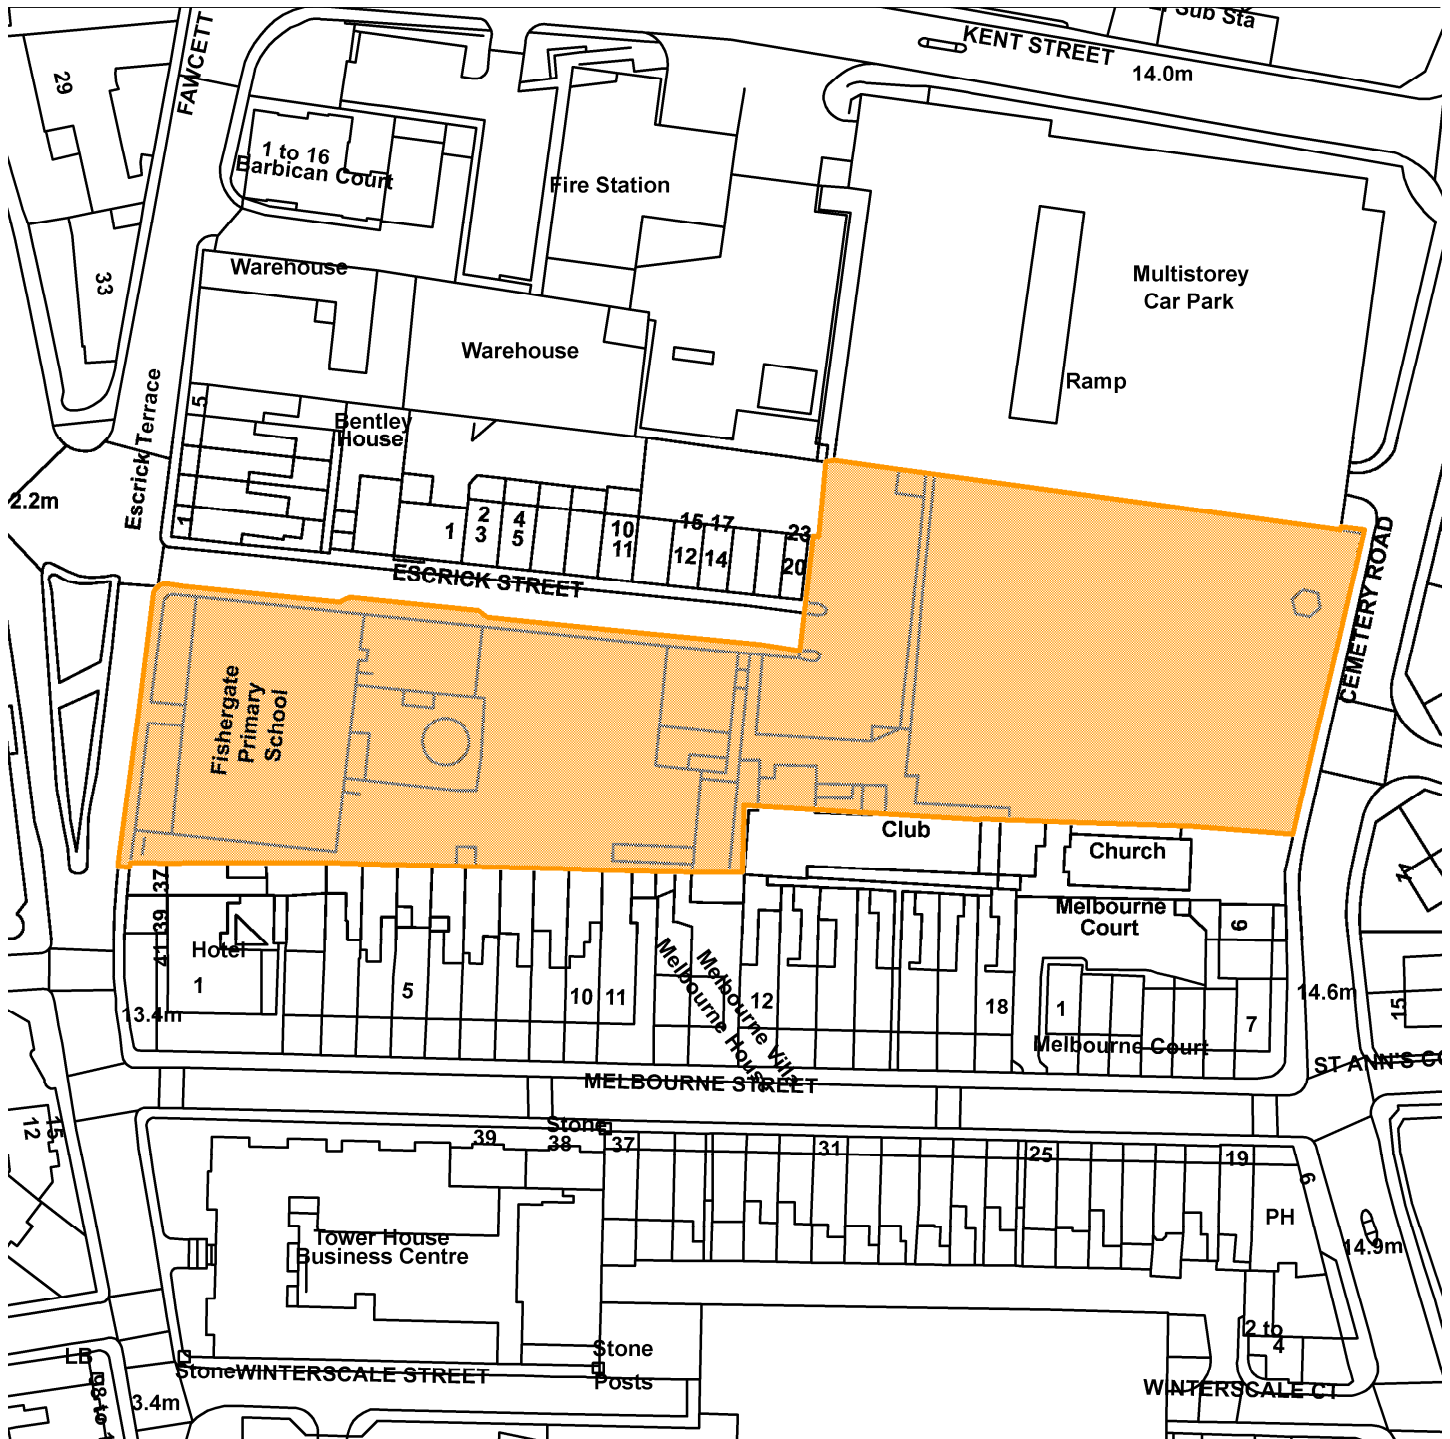 Sub Sta
KENT STREET
14.0m
FAWCETT
29
1 to 16
Barbican Court
Fire Station
33
Warehouse
Multistorey
Car Park
Warehouse
Ramp
Escrick Terrace
5
1
Bentley
House
2.2m
1
2
3
4
5
10
11
12
14
15
17
23
20
ESCRICK STREET
CEMETERY ROAD
Fishergate
Primary
School
Club
Church
37
39
41
Hotel
1
5
10
11
Melbourne House
Melbourne Villa
12
18
Melbourne
Court
6
1
7
Melbourne Court
11
15
14.6m
13.4m
ST ANN'S CO
MELBOURNE STREET
15
12
Stone
39
38
37
31
25
19
6
PH
14.9m
Tower House
Business Centre
2 to
4
Stone
Posts
LB
Stone
WINTERSCALE STREET
WINTERSCALE CT
3.4m